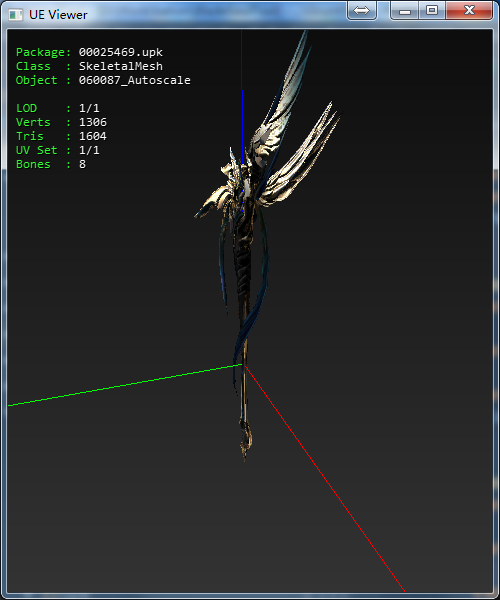 UE Viewer
Package: 00025469.upk
Class : SkeletalMesh
Object : 060087_Autoscale
LOD : 1/1
Verts : 1306
Tris : 1604
UV Set : 1/1
Bones : 8